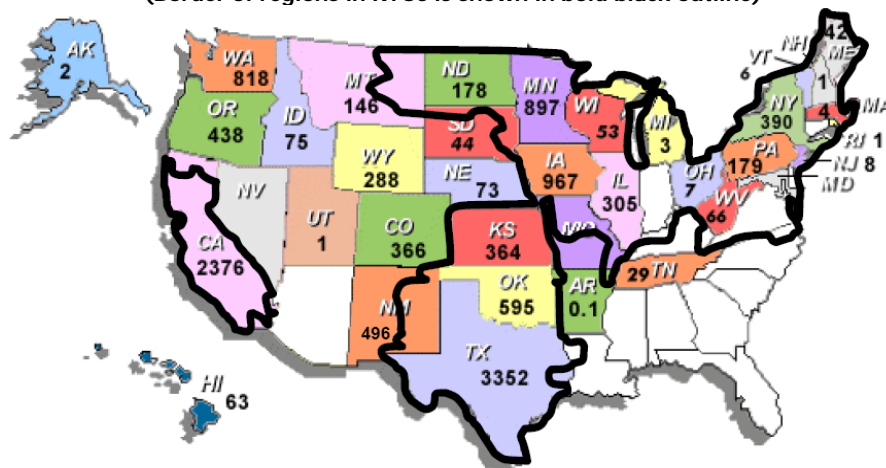 (Border of regions in NPCC is shown in bold black outline)
AK
2
WA
818
OR
438
ID
75
MT
146
ND
178
MN
897
WI
53
MI
3
SD
44
WY
288
NE
73
IA
967
IL
305
OH
7
NV
CA
2376
UT
1
CO
366
KS
364
MO
OK
595
NM
496
TX
3352
AR
0.1
29 TN
WV
66
PA
179
NY
390
VT
6
NH
1
42
ME
4
MA
RI 1
NJ 8
MD
HI
63